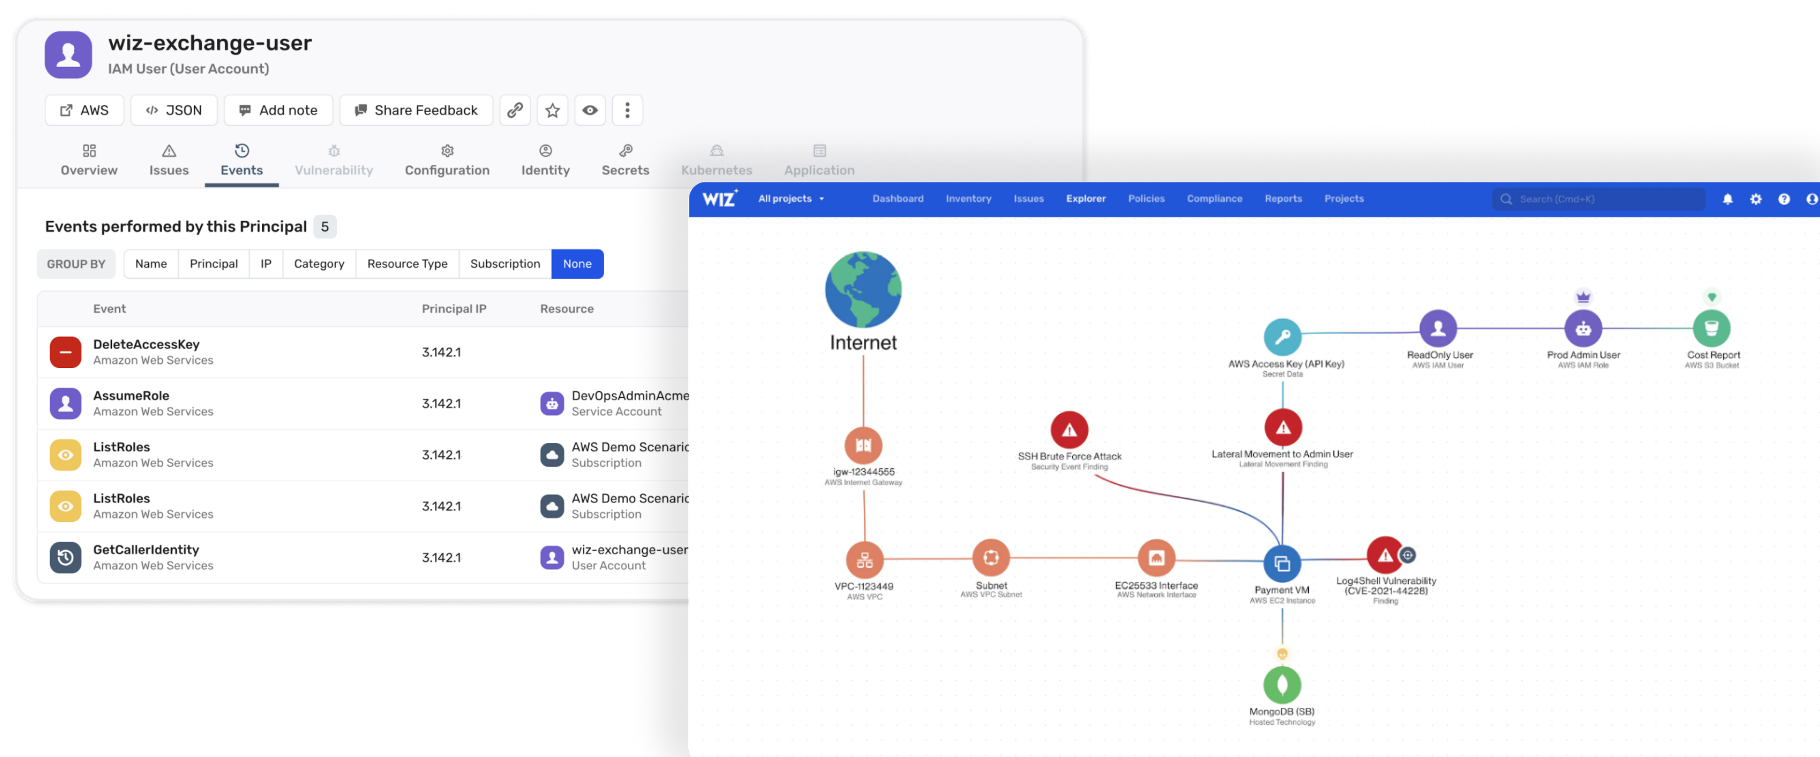 wiz-exchange-user
IAM User (User Account)
AWS
JSON
Add note
Share Feedback
Overview
Issues
Events
Vulnerability
Configuration
Identity
Secrets
Kubernetes
Application
Events performed by this Principal 5
GROUP BY Name Principal IP Category Resource Type Subscription None
Event Principal IP Resource
DeleteAccessKey
Amazon Web Services
3.142.1
AssumeRole
Amazon Web Services
3.142.1
DevOpsAdminAcme
Service Account
ListRoles
Amazon Web Services
3.142.1
AWS Demo Scenario
Subscription
ListRoles
Amazon Web Services
3.142.1
AWS Demo Scenario
Subscription
GetCallerIdentity
Amazon Web Services
3.142.1
wiz-exchange-user
User Account
WIZ All projects Dashboard Inventory Issues Explorer Policies Compliance Reports Projects Search (Cmd+K)
Internet
igw-12344555
AWS Internet Gateway
VPC-1123449
AWS VPC
Subnet
AWS VPC Subnet
EC25533 Interface
AWS Network Interface
SSH Brute Force Attack
Security Event Finding
AWS Access Key (API Key)
Secret Data
ReadOnly User
AWS IAM User
Prod Admin User
AWS IAM Role
Cost Report
AWS S3 Bucket
Lateral Movement to Admin User
Lateral Movement Finding
Payment VM
AWS EC2 Instance
Log4Shell Vulnerability
(CVE-2021-44228)
Finding
MongoDB (SB)
Hosted Technology